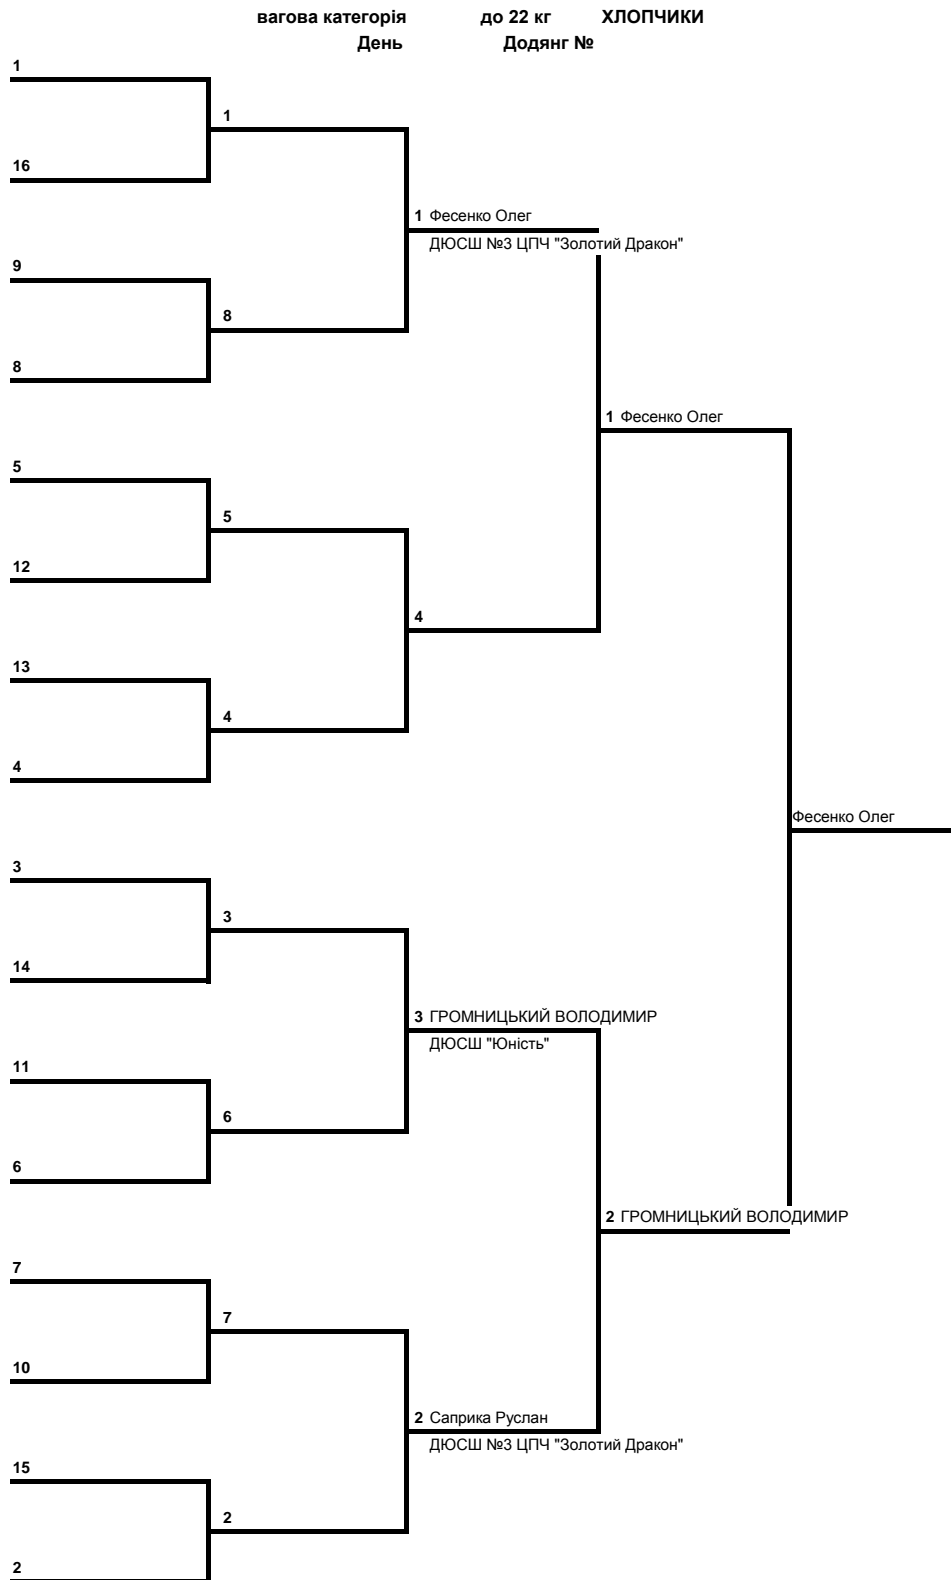 вагова категорія до 22 кг ХЛОПЧИКИ
День Додянг №
1
1
16
1 Фесенко Олег
ДЮСШ №3 ЦПЧ "Золотий Дракон"
9
8
8
1 Фесенко Олег
5
5
12
4
13
4
4
Фесенко Олег
3
3
14
3 ГРОМНИЦЬКИЙ ВОЛОДИМИР
ДЮСШ "Юність"
11
6
6
2 ГРОМНИЦЬКИЙ ВОЛОДИМИР
7
7
10
2 Саприка Руслан
ДЮСШ №3 ЦПЧ "Золотий Дракон"
15
2
2